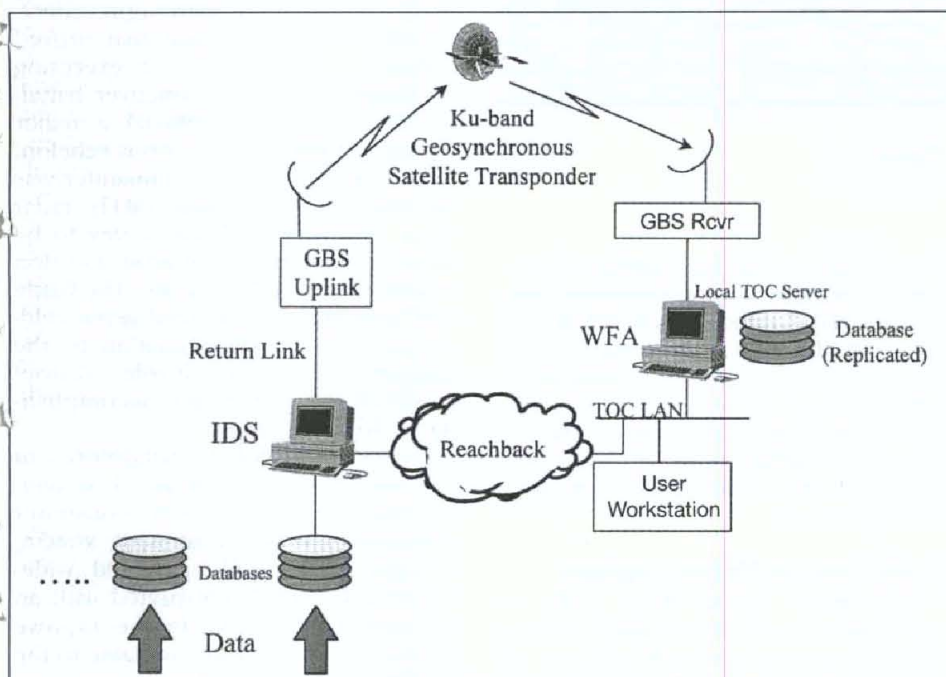 Ku-band
Geosynchronous
Satellite Transponder
GBS Rcvr
GBS
Uplink
Local TOC Server
WFA
Database
(Replicated)
Return Link
TOC LAN
IDS
Reachback
User
Workstation
......
Databases
Data